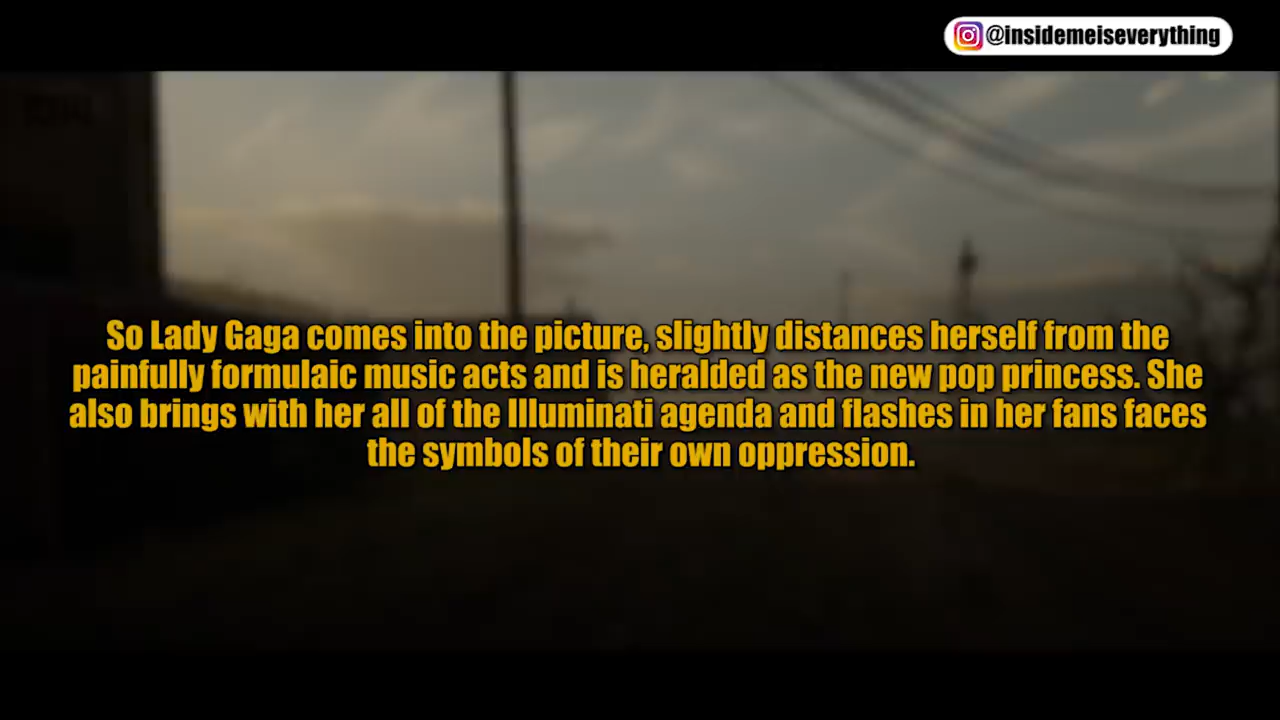 @insidemeiseverything
So Lady Gaga comes into the picture, slightly distances herself from the
painfully formulaic music acts and is heralded as the new pop princess. She
also brings with her all of the Illuminati agenda and flashes in her fans faces
the symbols of their own oppression.